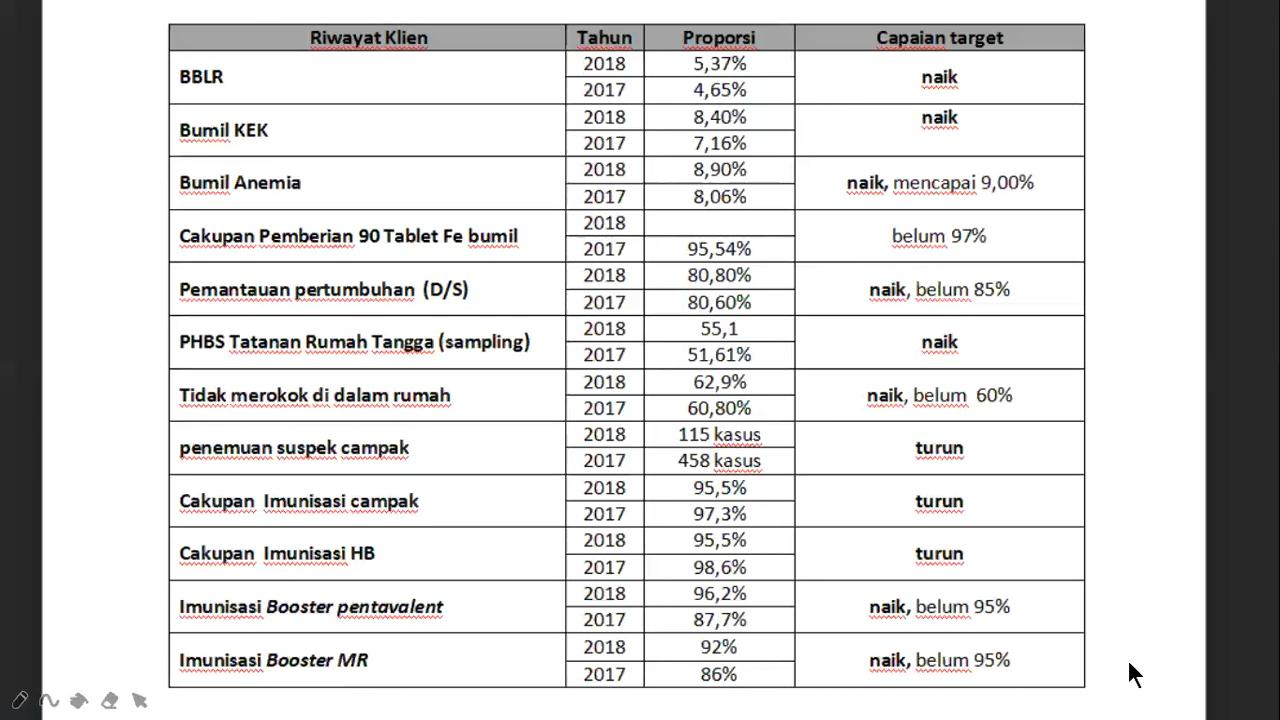 Riwayat Klien Tahun Proporsi Capaian target
BBLR 2018 5,37% naik
2017 4,65%
Bumil KEK 2018 8,40% naik
2017 7,16%
Bumil Anemia 2018 8,90% naik, mencapai 9,00%
2017 8,06%
Cakupan Pemberian 90 Tablet Fe bumil 2018 belum 97%
2017 95,54%
Pemantauan pertumbuhan (D/S) 2018 80,80% naik, belum 85%
2017 80,60%
PHBS Tatanan Rumah Tangga (sampling) 2018 55,1 naik
2017 51,61%
Tidak merokok di dalam rumah 2018 62,9% naik, belum 60%
2017 60,80%
penemuan suspek campak 2018 115 kasus turun
2017 458 kasus
Cakupan Imunisasi campak 2018 95,5% turun
2017 97,3%
Cakupan Imunisasi HB 2018 95,5% turun
2017 98,6%
Imunisasi Booster pentavalent 2018 96,2% naik, belum 95%
2017 87,7%
Imunisasi Booster MR 2018 92% naik, belum 95%
2017 86%